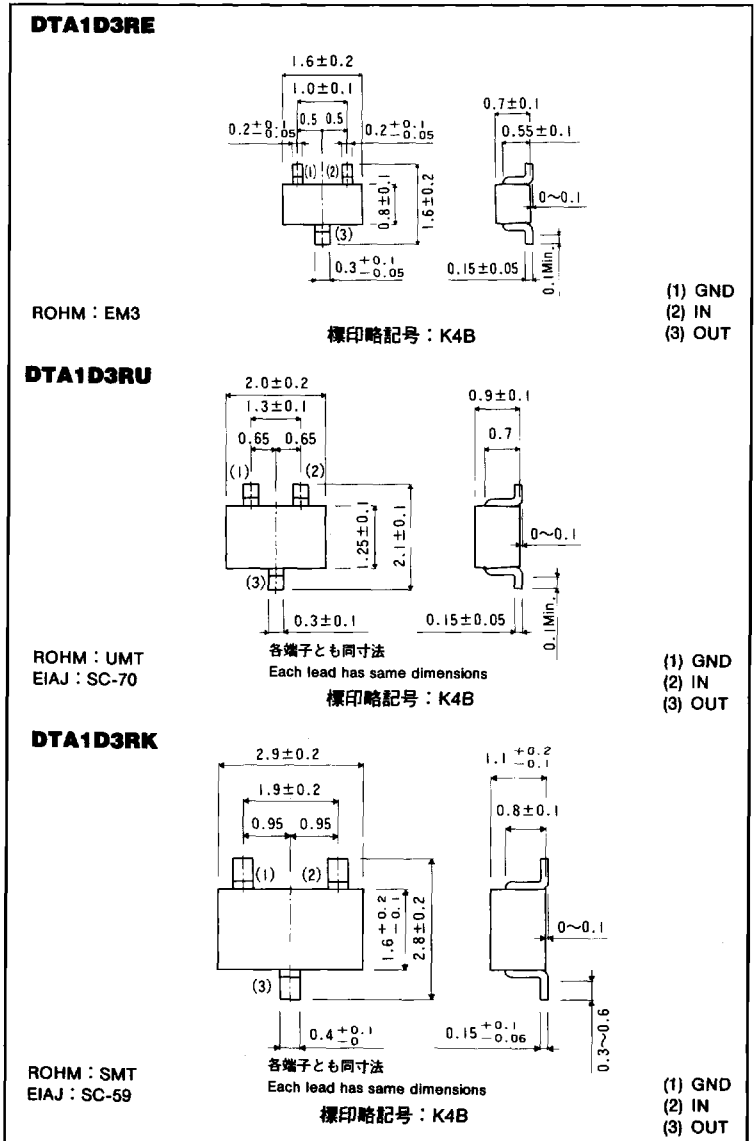 DTA1D3RE
1.6±0.2
1.0±0.1
0.5 0.5
0.2+0.1−0.05 0.2+0.1−0.05
(1) (2)
(3)
0.8±0.1
1.6±0.2
0.3+0.1−0.05
0.7±0.1
0.55±0.1
0~0.1
0.15±0.05
0.1Min.
ROHM：EM3
標印略記号：K4B
(1) GND
(2) IN
(3) OUT
DTA1D3RU
2.0±0.2
1.3±0.1
0.65 0.65
(1) (2)
(3)
1.25±0.1
2.1±0.1
0.3±0.1
0.9±0.1
0.7
0~0.1
0.15±0.05
0.1Min.
各端子とも同寸法
Each lead has same dimensions
ROHM：UMT
EIAJ：SC-70
標印略記号：K4B
(1) GND
(2) IN
(3) OUT
DTA1D3RK
2.9±0.2
1.9±0.2
0.95 0.95
(1) (2)
(3)
1.6+0.2−0.1
2.8±0.2
0.4+0.1−0
1.1+0.2−0.1
0.8±0.1
0~0.1
0.15+0.1−0.06
0.3~0.6
各端子とも同寸法
Each lead has same dimensions
ROHM：SMT
EIAJ：SC-59
標印略記号：K4B
(1) GND
(2) IN
(3) OUT